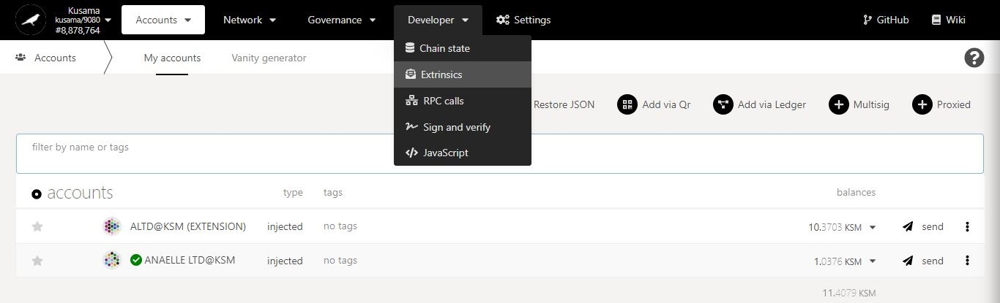 Kusama
kusama/9080
#8,878,764
Accounts
Network
Governance
Developer
Settings
GitHub
Wiki
Accounts
My accounts
Vanity generator
Chain state
Extrinsics
RPC calls
Sign and verify
JavaScript
Restore JSON
Add via Qr
Add via Ledger
Multisig
Proxied
filter by name or tags
accounts type tags balances
ALTD@KSM (EXTENSION) injected no tags 10.3703 KSM send
ANAELLE LTD@KSM injected no tags 1.0376 KSM send
11.4079 KSM